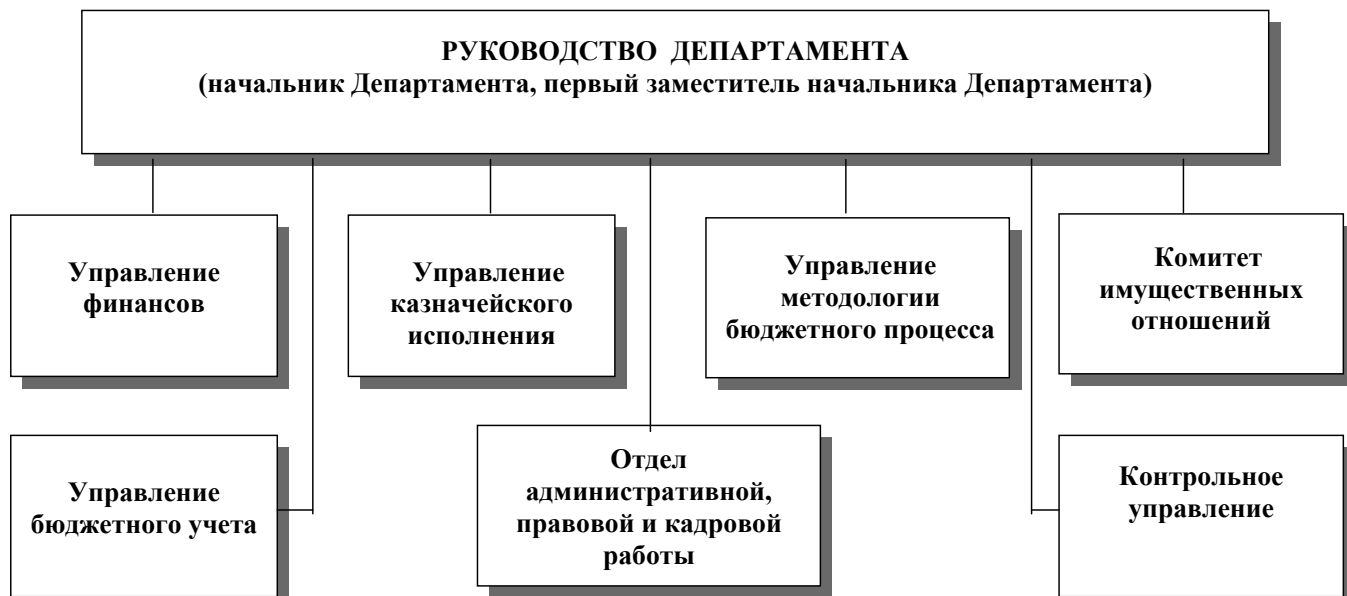 РУКОВОДСТВО ДЕПАРТАМЕНТА
(начальник Департамента, первый заместитель начальника Департамента)
Управление
финансов
Управление
казначейского
исполнения
Управление
методологии
бюджетного процесса
Комитет
имущественных
отношений
Управление
бюджетного учета
Отдел
административной,
правовой и кадровой
работы
Контрольное
управление